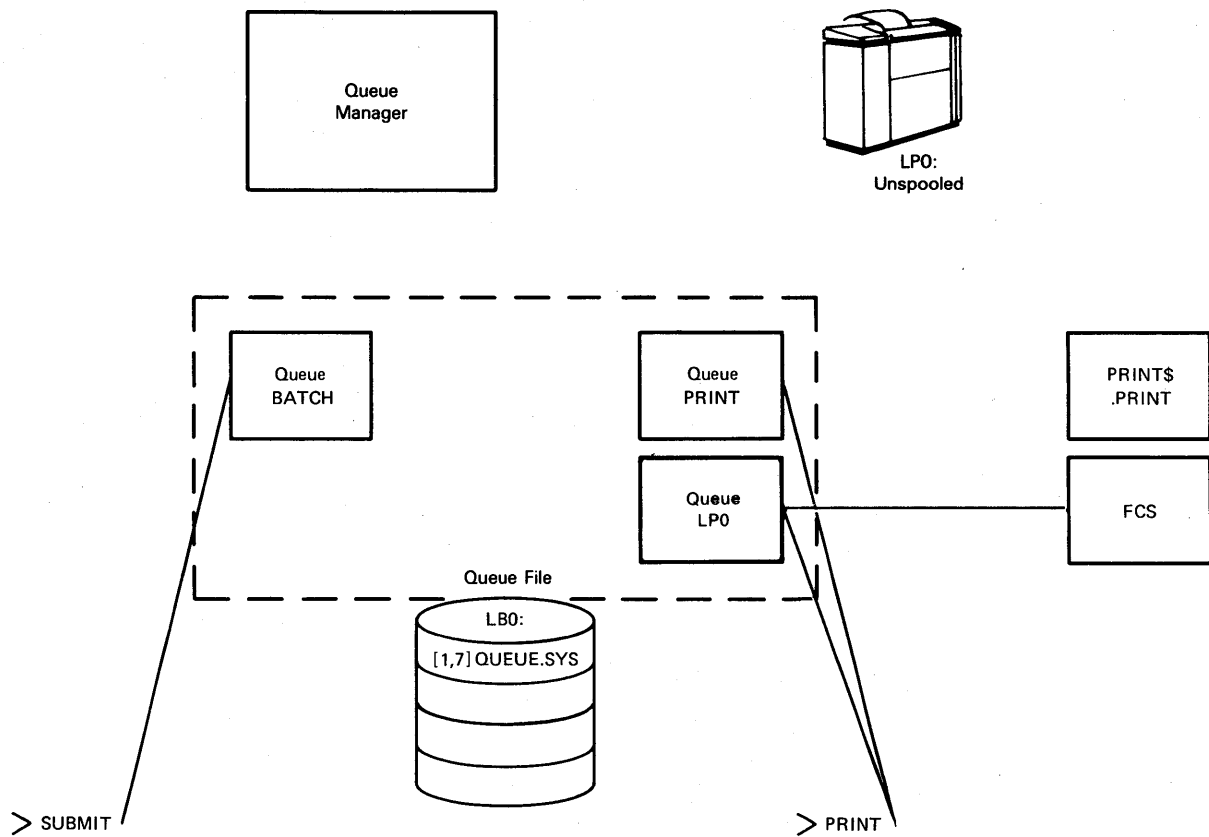 Queue
Manager
LP0:
Unspooled
Queue
BATCH
Queue
PRINT
PRINT$
.PRINT
Queue
LP0
FCS
Queue File
LB0:
[1,7] QUEUE.SYS
> SUBMIT
> PRINT